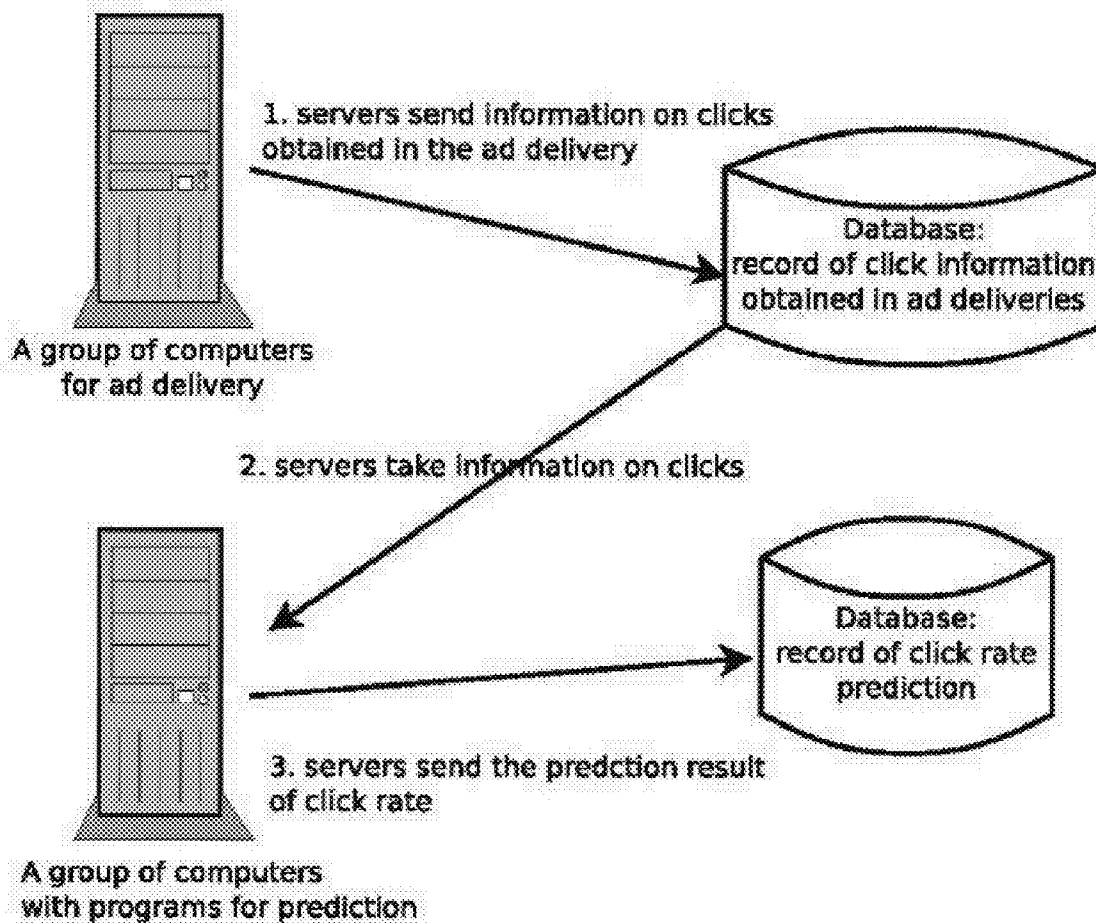 1. servers send information on clicks
obtained in the ad delivery
Database:
record of click information
obtained in ad deliveries
A group of computers
for ad delivery
2. servers take information on clicks
Database:
record of click rate
prediction
3. servers send the predction result
of click rate
A group of computers
with programs for prediction